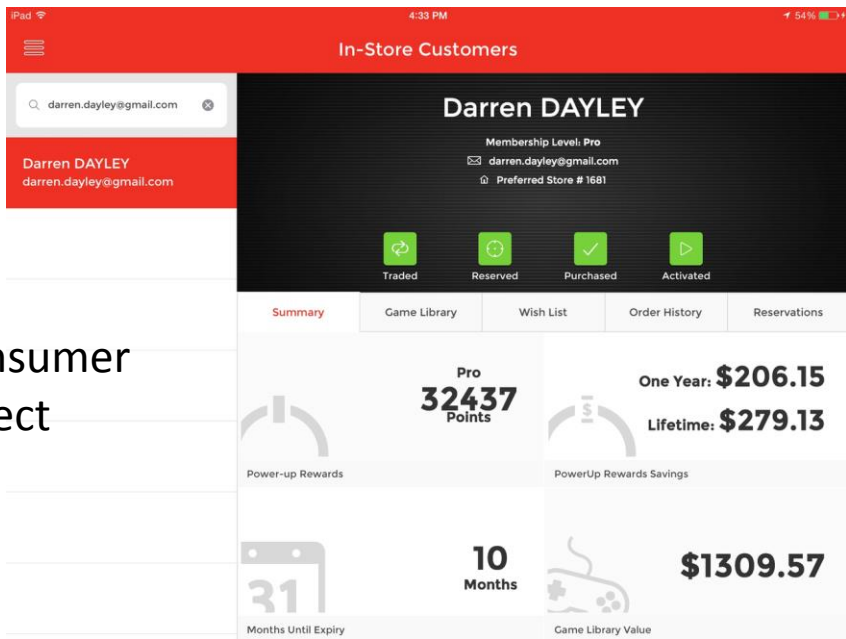 iPad 4:33 PM 54%
In-Store Customers
darren.dayley@gmail.com
Darren DAYLEY
darren.dayley@gmail.com
nsumer
ect
Darren DAYLEY
Membership Level: Pro
darren.dayley@gmail.com
Preferred Store # 1681
Traded Reserved Purchased Activated
Summary Game Library Wish List Order History Reservations
Pro
32437
Points
Power-up Rewards
One Year: $206.15
Lifetime: $279.13
PowerUp Rewards Savings
31
10
Months
Months Until Expiry
$1309.57
Game Library Value